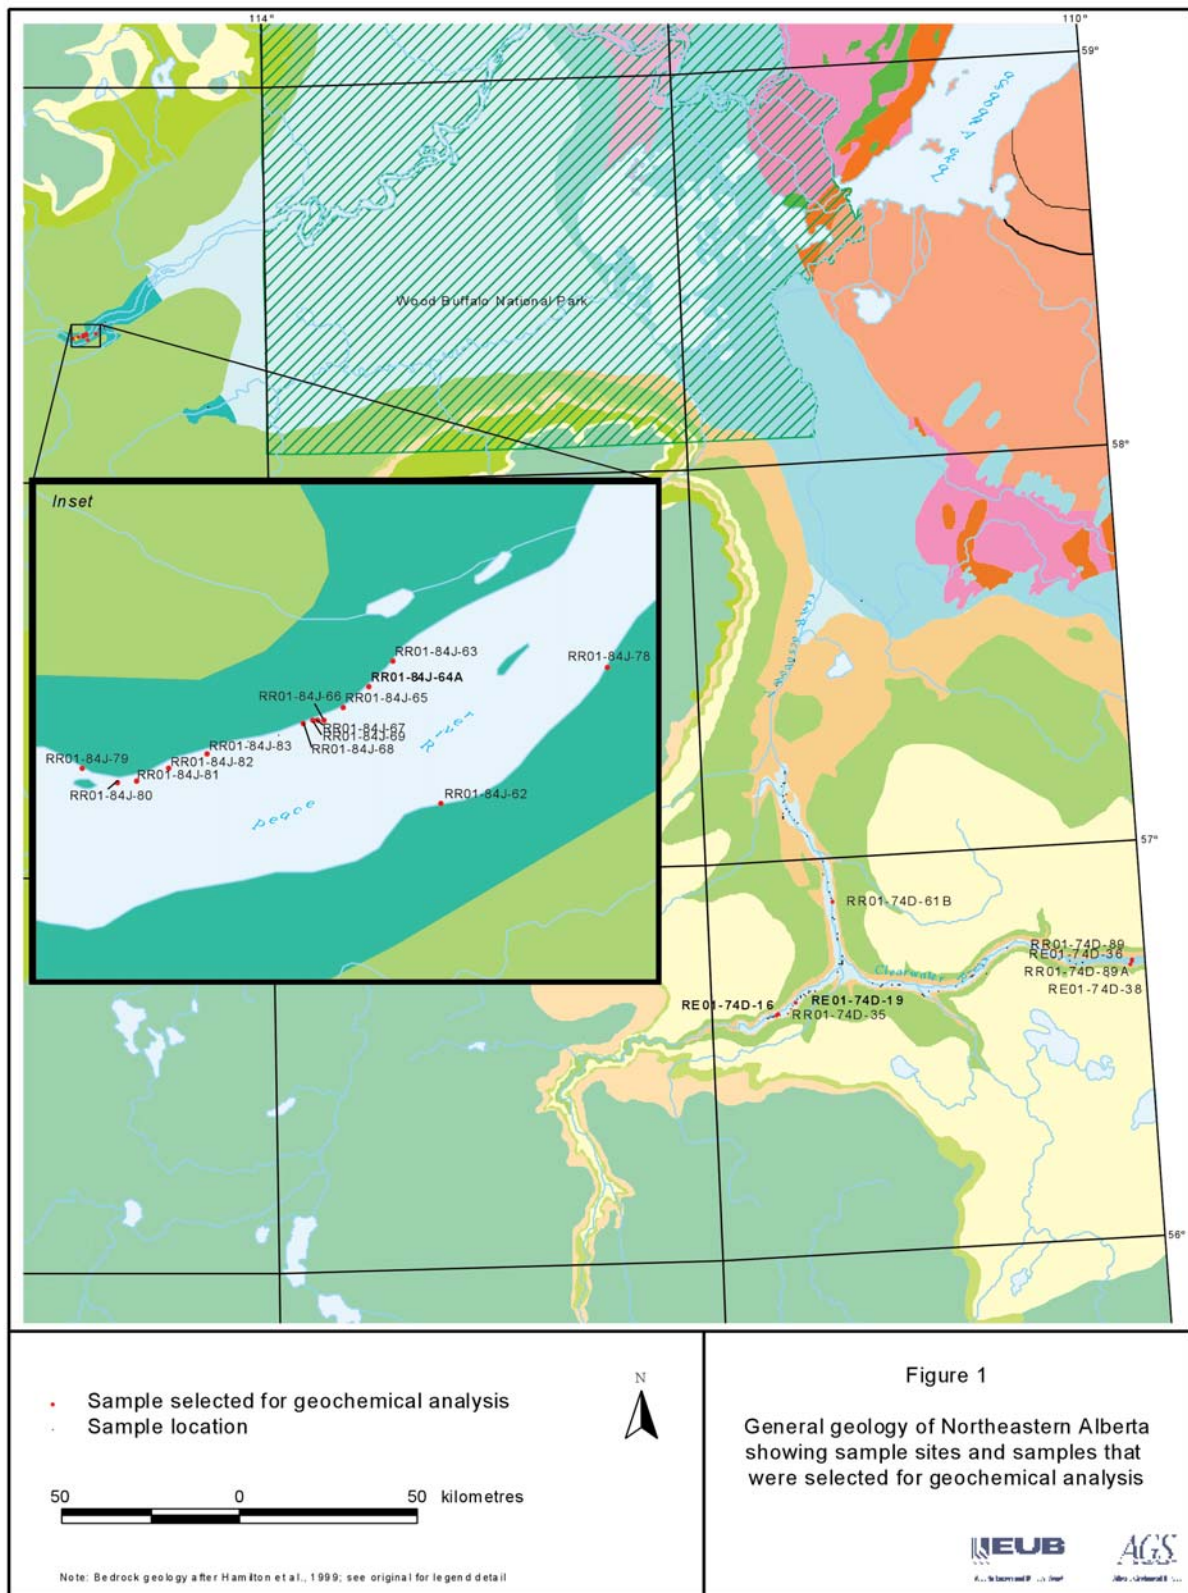 114°
110°
59°
Lake Athabasca
Wood Buffalo National Park
58°
Inset
RR01-84J-63
RR01-84J-78
RR01-84J-64A
RR01-84J-66
RR01-84J-65
RR01-84J-67
RR01-84J-69
RR01-84J-68
RR01-84J-83
RR01-84J-79
RR01-84J-82
RR01-84J-81
RR01-84J-80
RR01-84J-62
Peace River
Athabasca River
57°
RR01-74D-61B
RR01-74D-89
RE01-74D-36
RR01-74D-89A
RE01-74D-38
Clearwater River
RE01-74D-16
RE01-74D-19
RR01-74D-35
56°
Sample selected for geochemical analysis
Sample location
N
50 0 50 kilometres
Note: Bedrock geology after Hamilton et al., 1999; see original for legend detail
Figure 1
General geology of Northeastern Alberta
showing sample sites and samples that
were selected for geochemical analysis
EUB
AGS